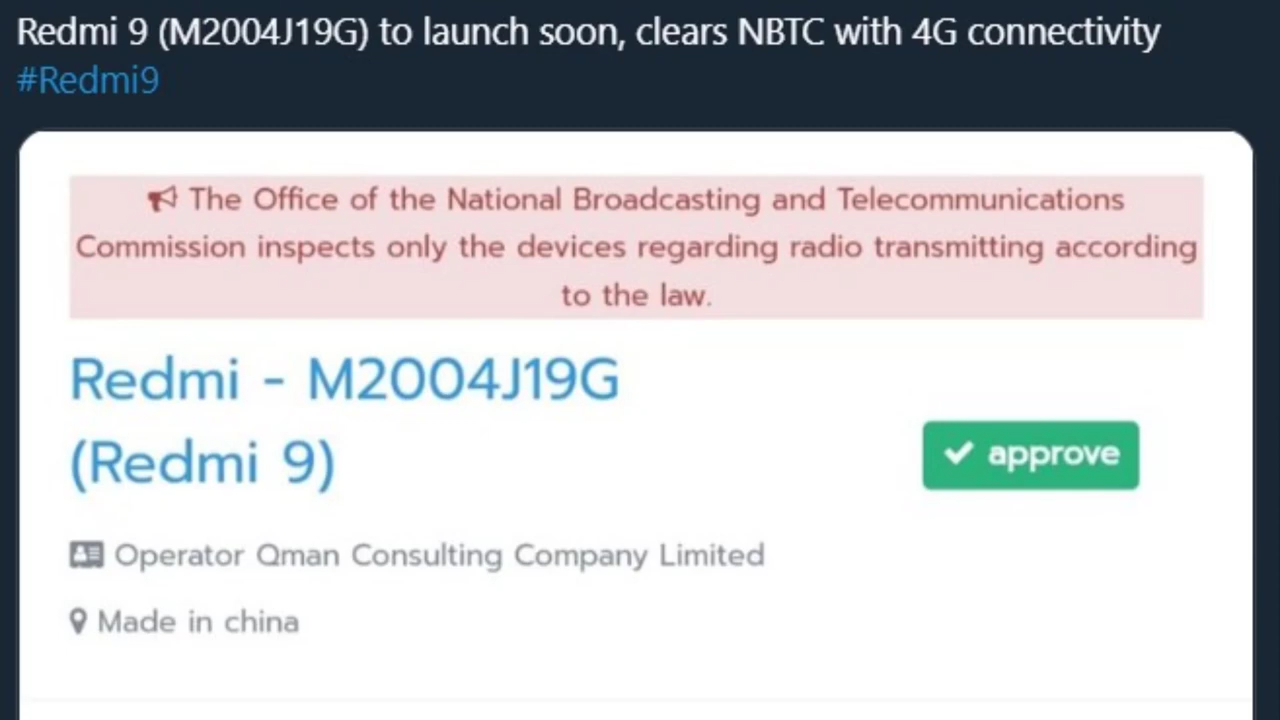 Redmi 9 (M2004J19G) to launch soon, clears NBTC with 4G connectivity
#Redmi9
The Office of the National Broadcasting and Telecommunications
Commission inspects only the devices regarding radio transmitting according
to the law.
Redmi - M2004J19G
(Redmi 9)
approve
Operator Qman Consulting Company Limited
Made in china